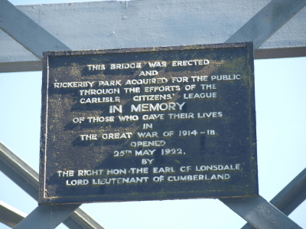 THIS BRIDGE WAS ERECTED
AND
RICKERBY PARK ACQUIRED FOR THE PUBLIC
THROUGH THE EFFORTS OF THE
CARLISLE CITIZENS' LEAGUE
IN MEMORY
OF THOSE WHO GAVE THEIR LIVES
IN
THE GREAT WAR OF 1914-18
OPENED
25TH MAY 1922,
BY
THE RIGHT HON. THE EARL OF LONSDALE
LORD LIEUTENANT OF CUMBERLAND